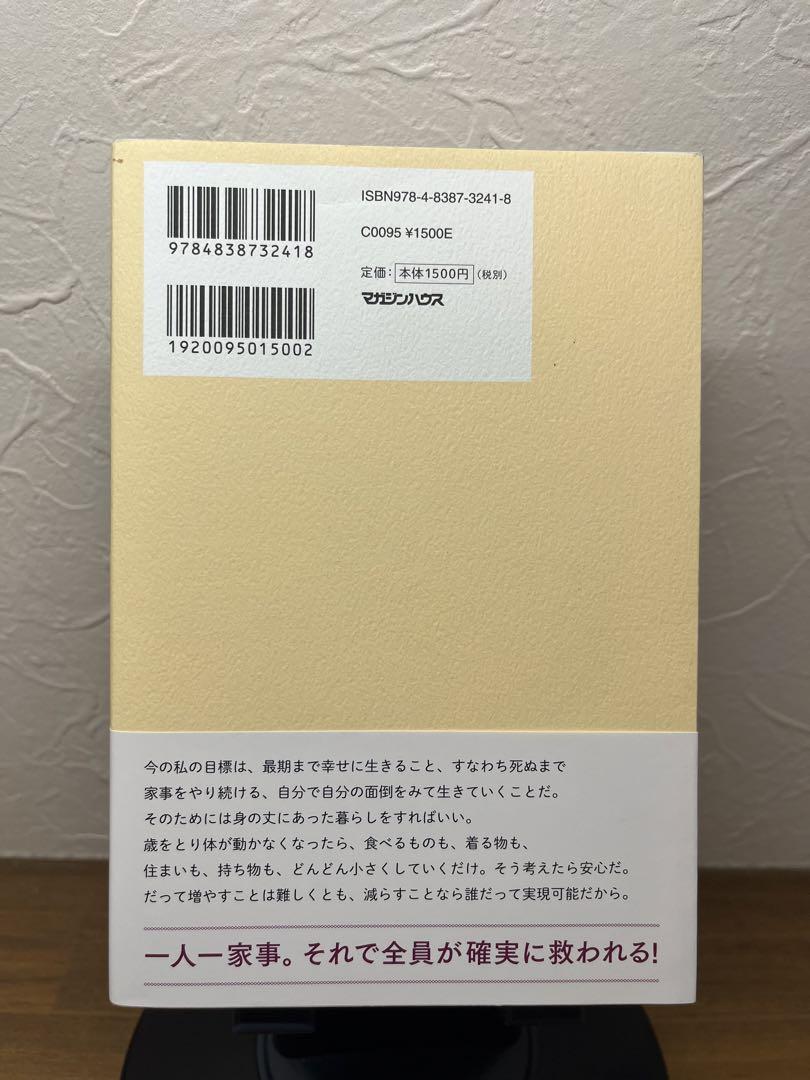 ISBN978-4-8387-3241-8
9784838732418
C0095 ¥1500E
定価：本体1500円（税別）
マガジンハウス
1920095015002
今の私の目標は、最期まで幸せに生きること、すなわち死ぬまで
家事をやり続ける、自分で自分の面倒をみて生きていくことだ。
そのためには身の丈にあった暮らしをすればいい。
歳をとり体が動かなくなったら、食べるものも、着る物も、
住まいも、持ち物も、どんどん小さくしていくだけ。そう考えたら安心だ。
だって増やすことは難しくとも、減らすことなら誰だって実現可能だから。
一人一家事。それで全員が確実に救われる！